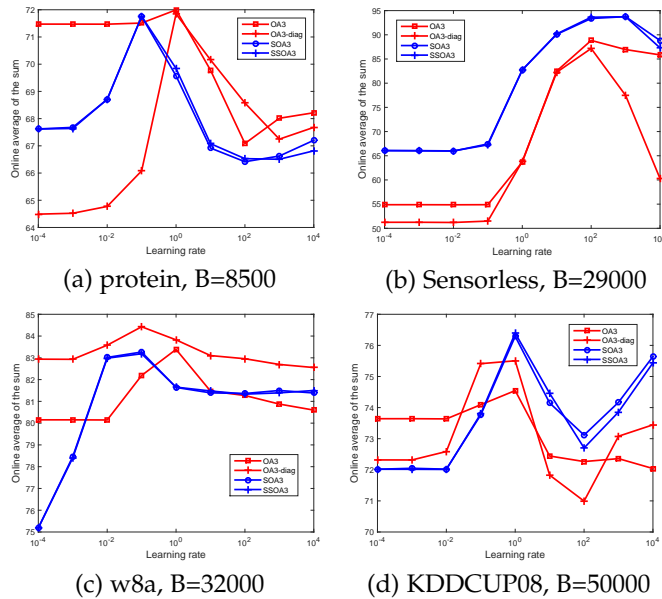 72
71
70
69
68
67
66
65
64
Online average of the sum
10^-4
10^-2
10^0
10^2
10^4
Learning rate
OA3
OA3-diag
SOA3
SSOA3
(a) protein, B=8500
95
90
85
80
75
70
65
60
55
50
Online average of the sum
10^-4
10^-2
10^0
10^2
10^4
Learning rate
OA3
OA3-diag
SOA3
SSOA3
(b) Sensorless, B=29000
85
84
83
82
81
80
79
78
77
76
75
Online average of the sum
10^-4
10^-2
10^0
10^2
10^4
Learning rate
OA3
OA3-diag
SOA3
SSOA3
(c) w8a, B=32000
77
76
75
74
73
72
71
70
Online average of the sum
10^-4
10^-2
10^0
10^2
10^4
Learning rate
OA3
OA3-diag
SOA3
SSOA3
(d) KDDCUP08, B=50000